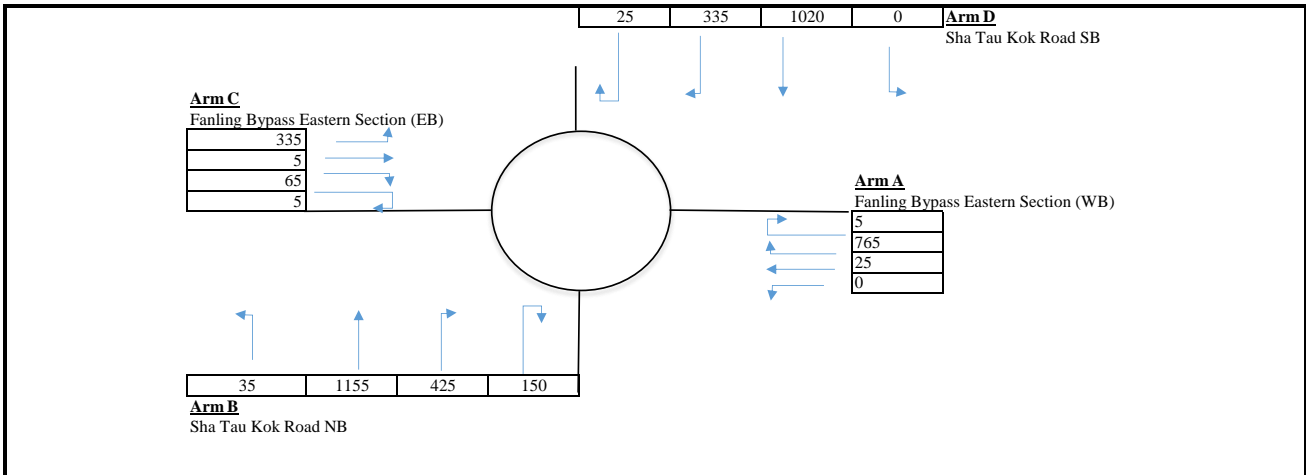 25 335 1020 0 Arm D
Sha Tau Kok Road SB
Arm C
Fanling Bypass Eastern Section (EB)
335
5
65
5
Arm A
Fanling Bypass Eastern Section (WB)
5
765
25
0
35 1155 425 150
Arm B
Sha Tau Kok Road NB